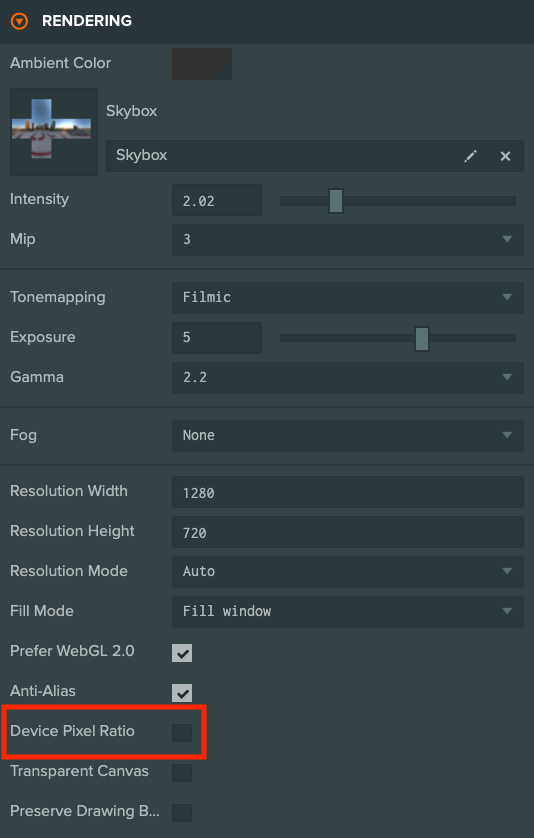 RENDERING
Ambient Color
Skybox
Skybox
Intensity 2.02
Mip 3
Tonemapping Filmic
Exposure 5
Gamma 2.2
Fog None
Resolution Width 1280
Resolution Height 720
Resolution Mode Auto
Fill Mode Fill window
Prefer WebGL 2.0
Anti-Alias
Device Pixel Ratio
Transparent Canvas
Preserve Drawing B...